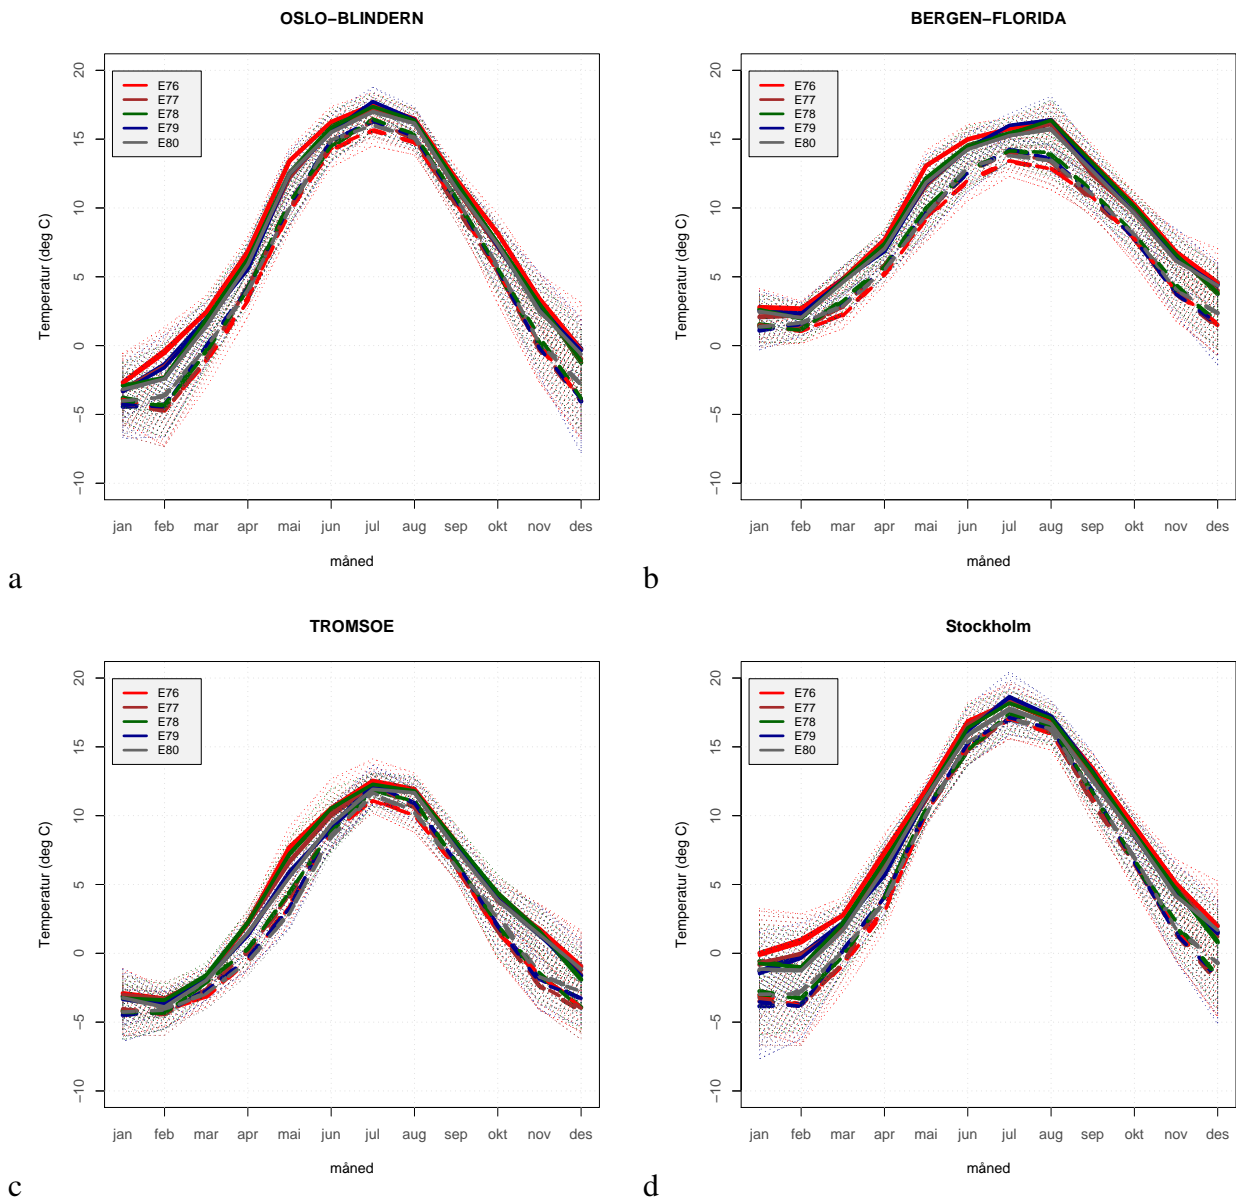 OSLO−BLINDERN
Temperatur (deg C)
20
15
10
5
0
−5
−10
E76
E77
E78
E79
E80
jan feb mar apr mai jun jul aug sep okt nov des
måned
a
BERGEN−FLORIDA
Temperatur (deg C)
20
15
10
5
0
−5
−10
E76
E77
E78
E79
E80
jan feb mar apr mai jun jul aug sep okt nov des
måned
b
TROMSOE
Temperatur (deg C)
20
15
10
5
0
−5
−10
E76
E77
E78
E79
E80
jan feb mar apr mai jun jul aug sep okt nov des
måned
c
Stockholm
Temperatur (deg C)
20
15
10
5
0
−5
−10
E76
E77
E78
E79
E80
jan feb mar apr mai jun jul aug sep okt nov des
måned
d